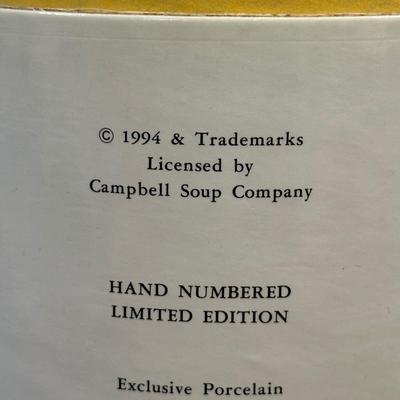 © 1994 & Trademarks
Licensed by
Campbell Soup Company
HAND NUMBERED
LIMITED EDITION
Exclusive Porcelain